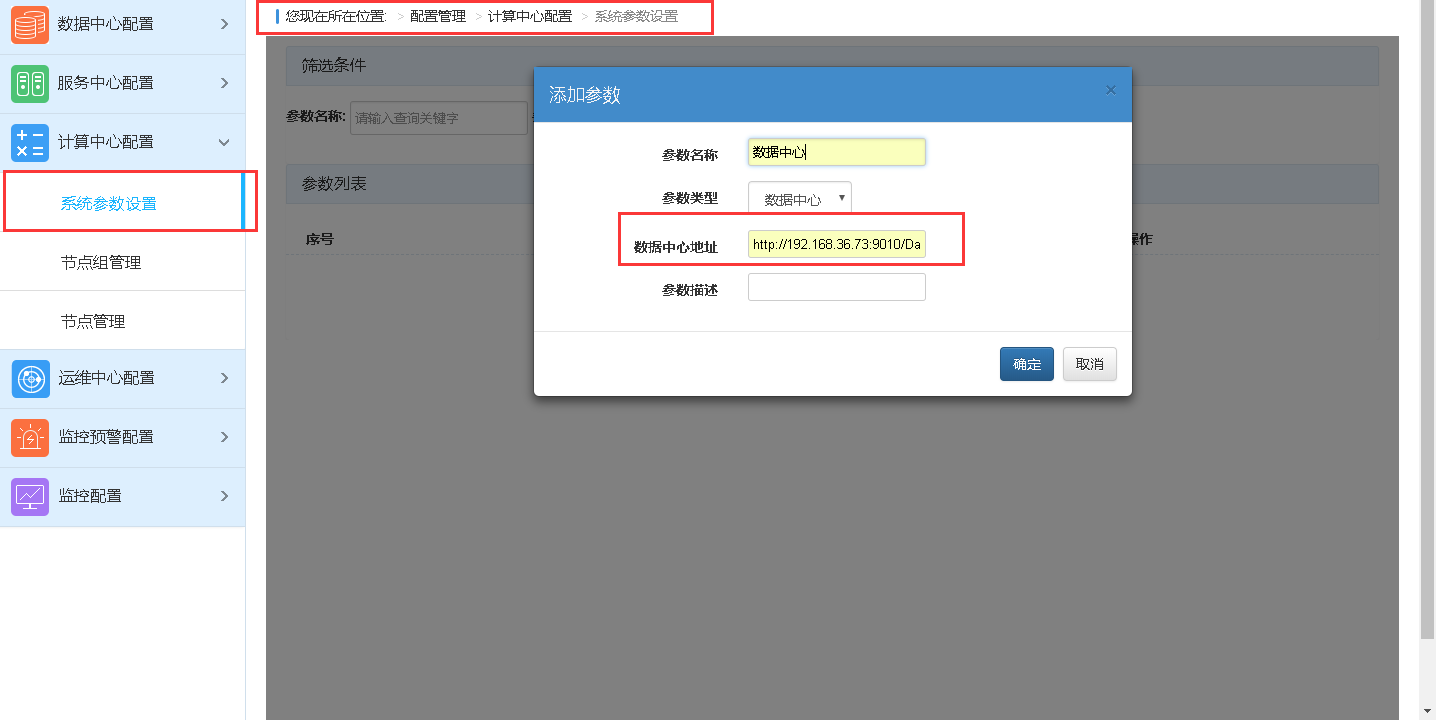 数据中心配置
服务中心配置
计算中心配置
系统参数设置
节点组管理
节点管理
运维中心配置
监控预警配置
监控配置
您现在所在位置: > 配置管理 > 计算中心配置 > 系统参数设置
筛选条件
参数名称: 请输入查询关键字
参数列表
序号
操作
添加参数 ×
参数名称 数据中心
参数类型 数据中心
数据中心地址 http://192.168.36.73:9010/Da
参数描述
确定 取消